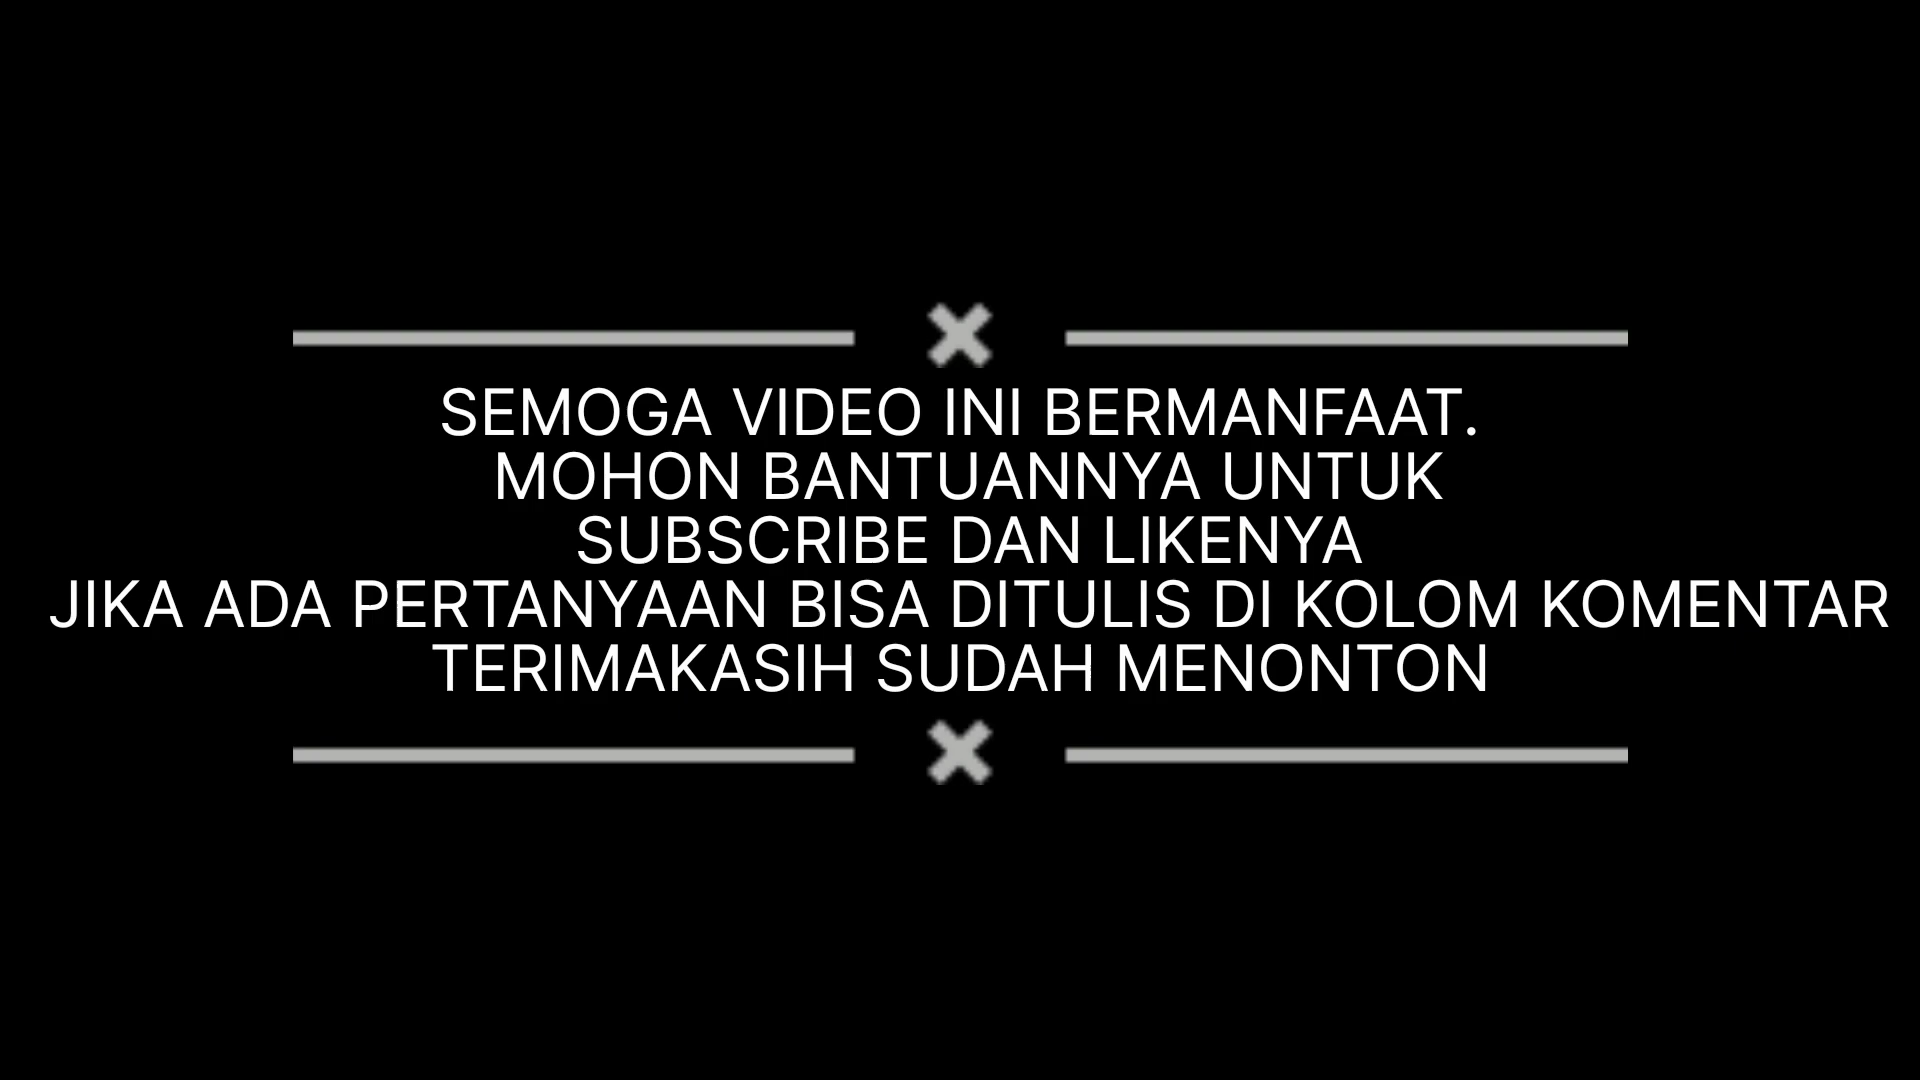 SEMOGA VIDEO INI BERMANFAAT.
MOHON BANTUANNYA UNTUK
SUBSCRIBE DAN LIKENYA
JIKA ADA PERTANYAAN BISA DITULIS DI KOLOM KOMENTAR
TERIMAKASIH SUDAH MENONTON